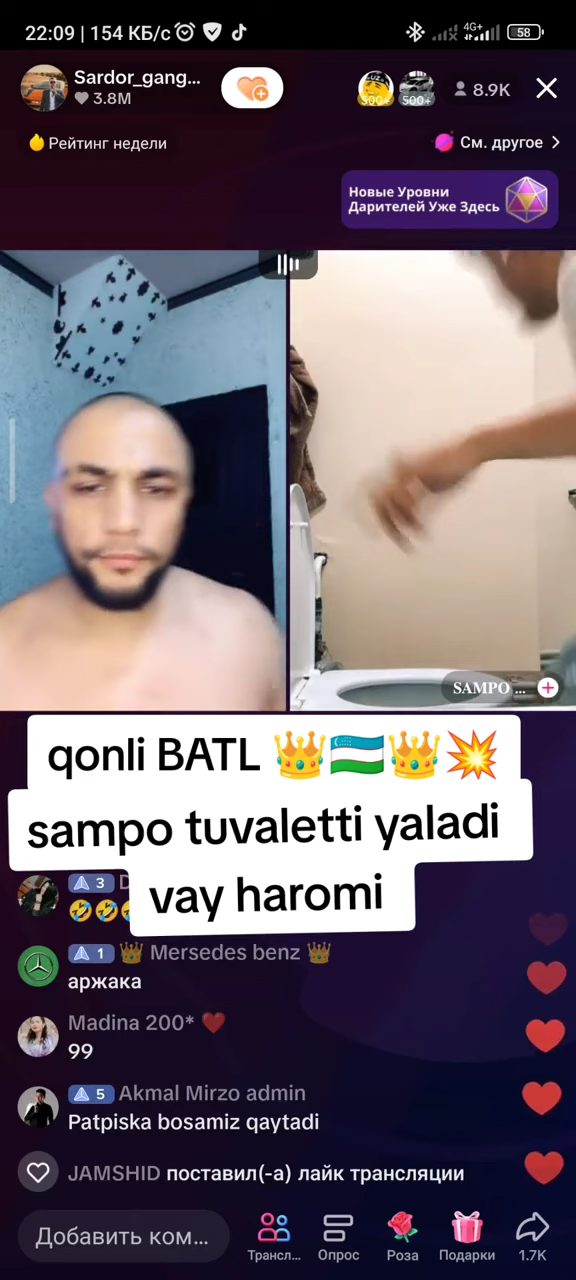 22:09 | 154 КБ/с
4G+
58
Sardor_gang...
3.8M
500+
500+
8.9K
Рейтинг недели
См. другое
Новые Уровни
Дарителей Уже Здесь
SAMPO ...
qonli BATL 👑🇺🇿👑💥
sampo tuvaletti yaladi
vay haromi
3 D
🤣🤣
1 👑 Mersedes benz 👑
аржака
Madina 200* ❤️
99
5 Akmal Mirzo admin
Patpiska bosamiz qaytadi
JAMSHID поставил(-а) лайк трансляции
Добавить ком...
Трансл...
Опрос
Роза
Подарки
1.7K